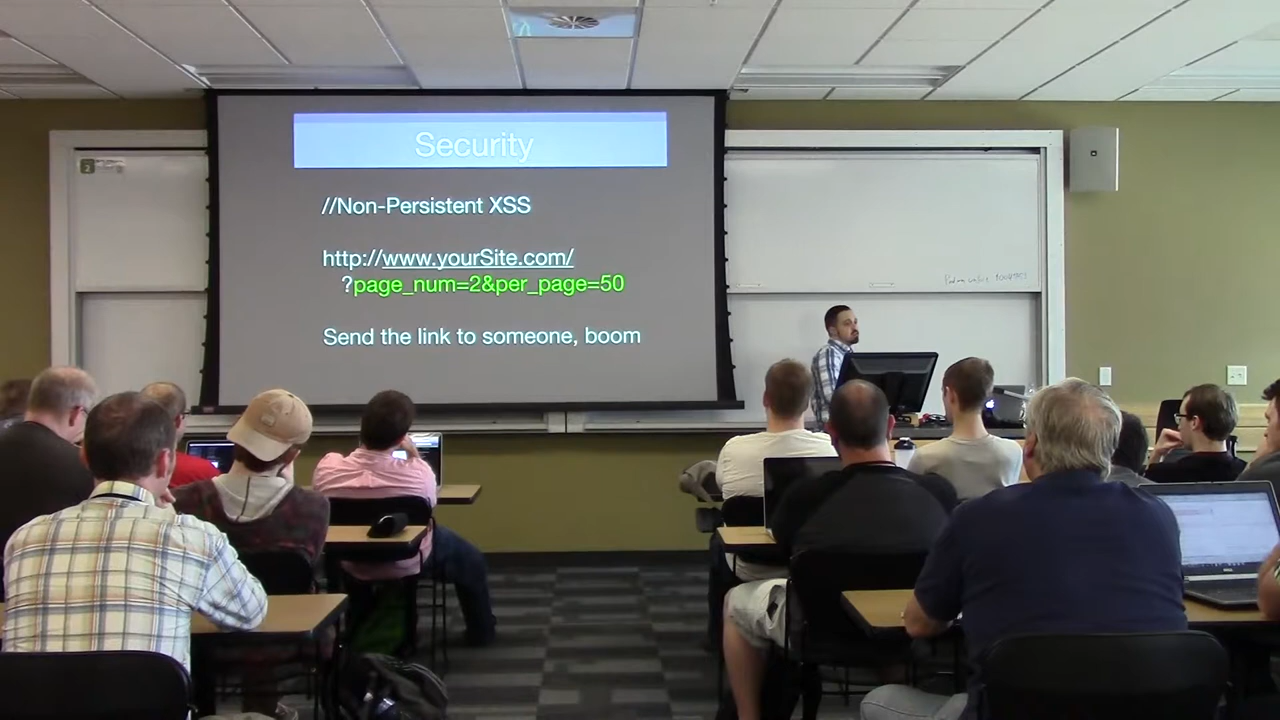 Security
//Non-Persistent XSS
http://www.yourSite.com/
?page_num=2&per_page=50
Send the link to someone, boom